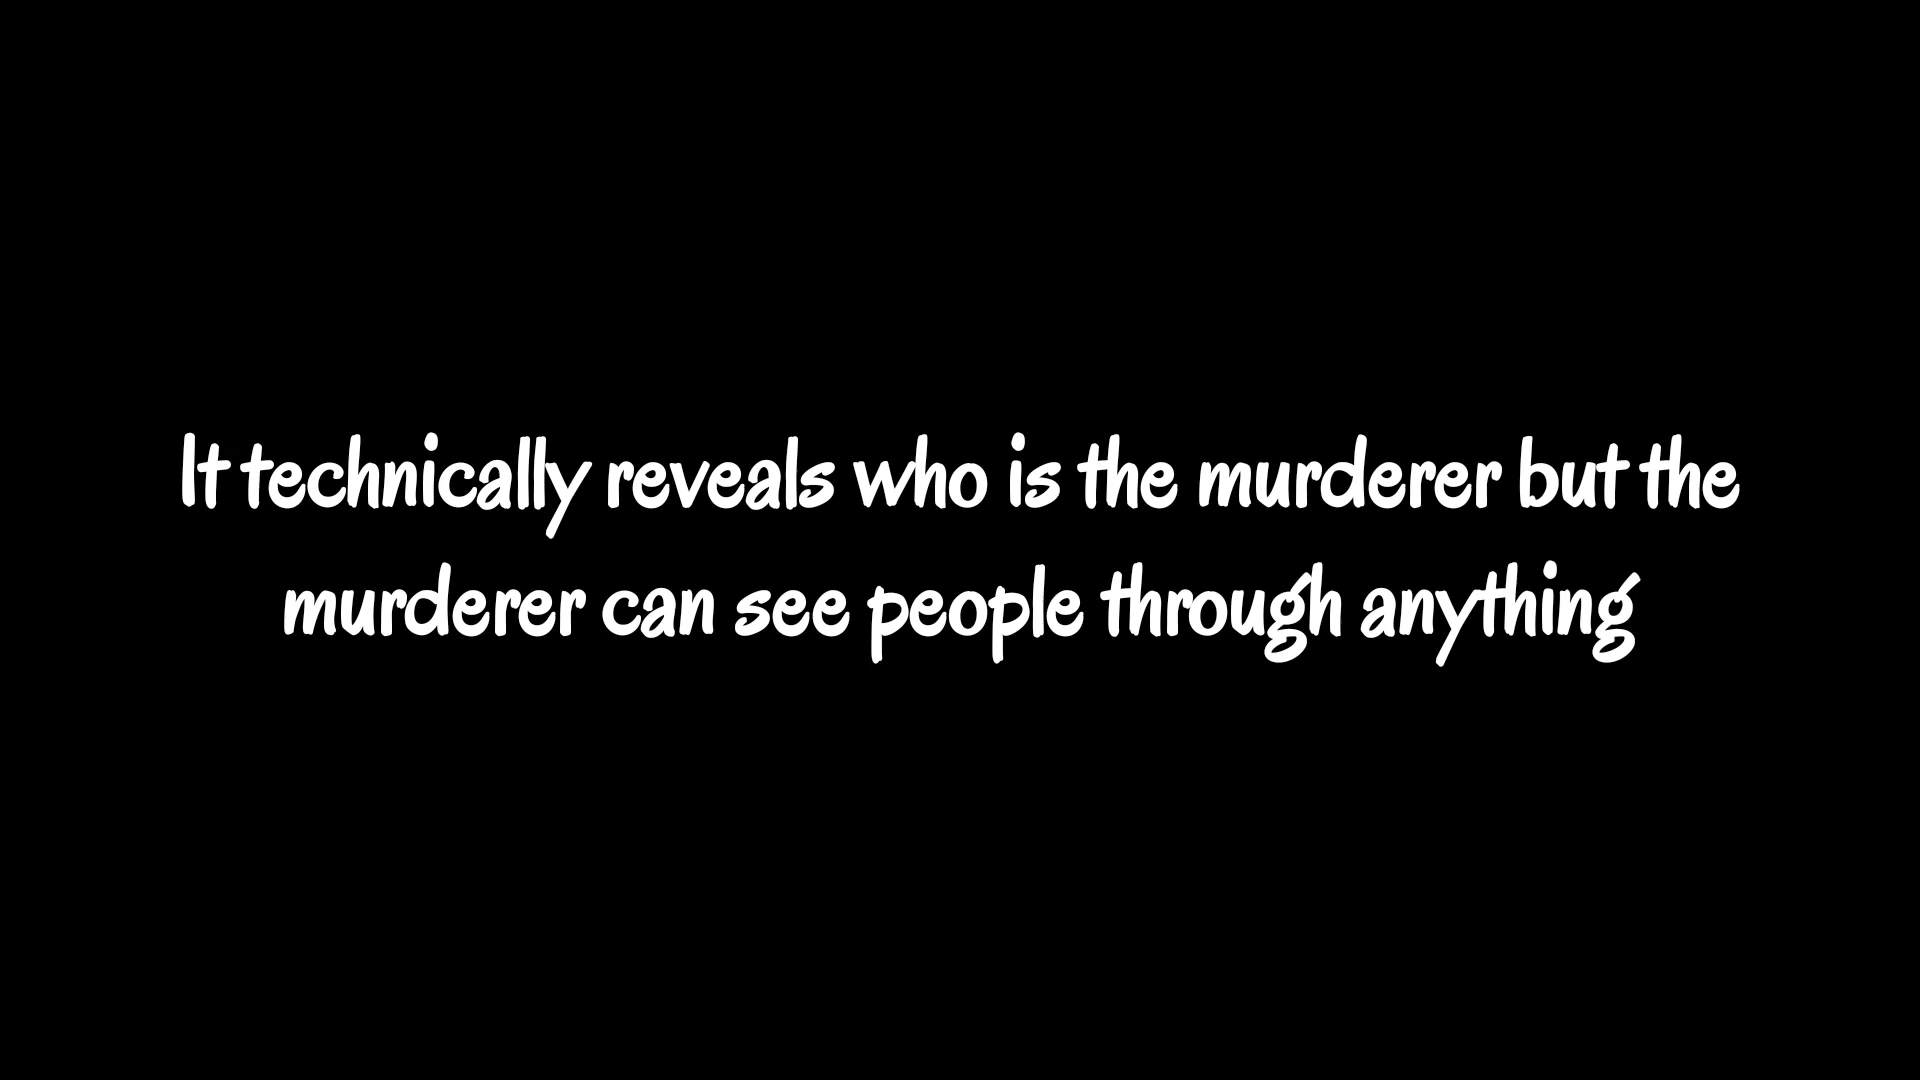 It technically reveals who is the murderer but the
murderer can see people through anything